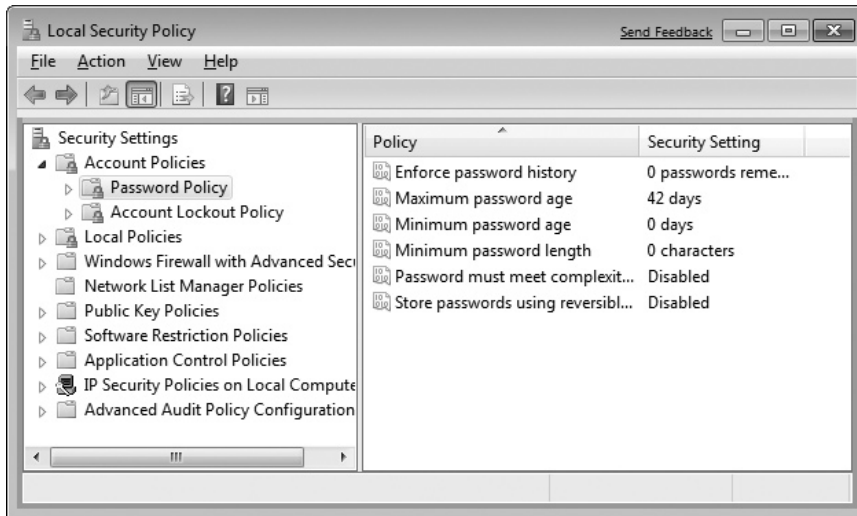 Local Security Policy
Send Feedback
File Action View Help
Security Settings
Account Policies
Password Policy
Account Lockout Policy
Local Policies
Windows Firewall with Advanced Secu
Network List Manager Policies
Public Key Policies
Software Restriction Policies
Application Control Policies
IP Security Policies on Local Compute
Advanced Audit Policy Configuration
Policy Security Setting
Enforce password history 0 passwords reme...
Maximum password age 42 days
Minimum password age 0 days
Minimum password length 0 characters
Password must meet complexit... Disabled
Store passwords using reversibl... Disabled